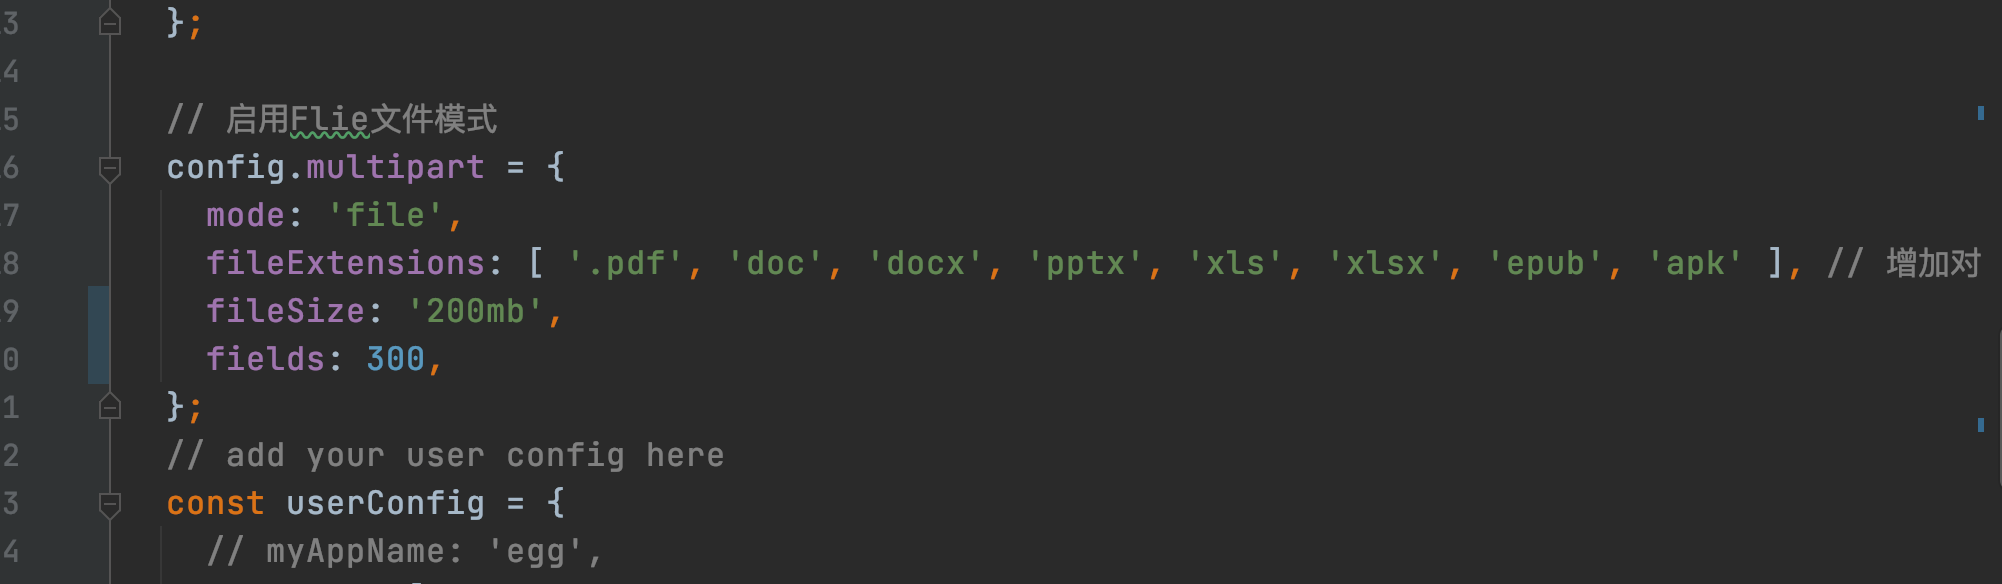 3 };
4
5 // 启用Flie文件模式
6 config.multipart = {
7 mode: 'file',
8 fileExtensions: [ '.pdf', 'doc', 'docx', 'pptx', 'xls', 'xlsx', 'epub', 'apk' ], // 增加对
9 fileSize: '200mb',
0 fields: 300,
1 };
2 // add your user config here
3 const userConfig = {
4 // myAppName: 'egg',